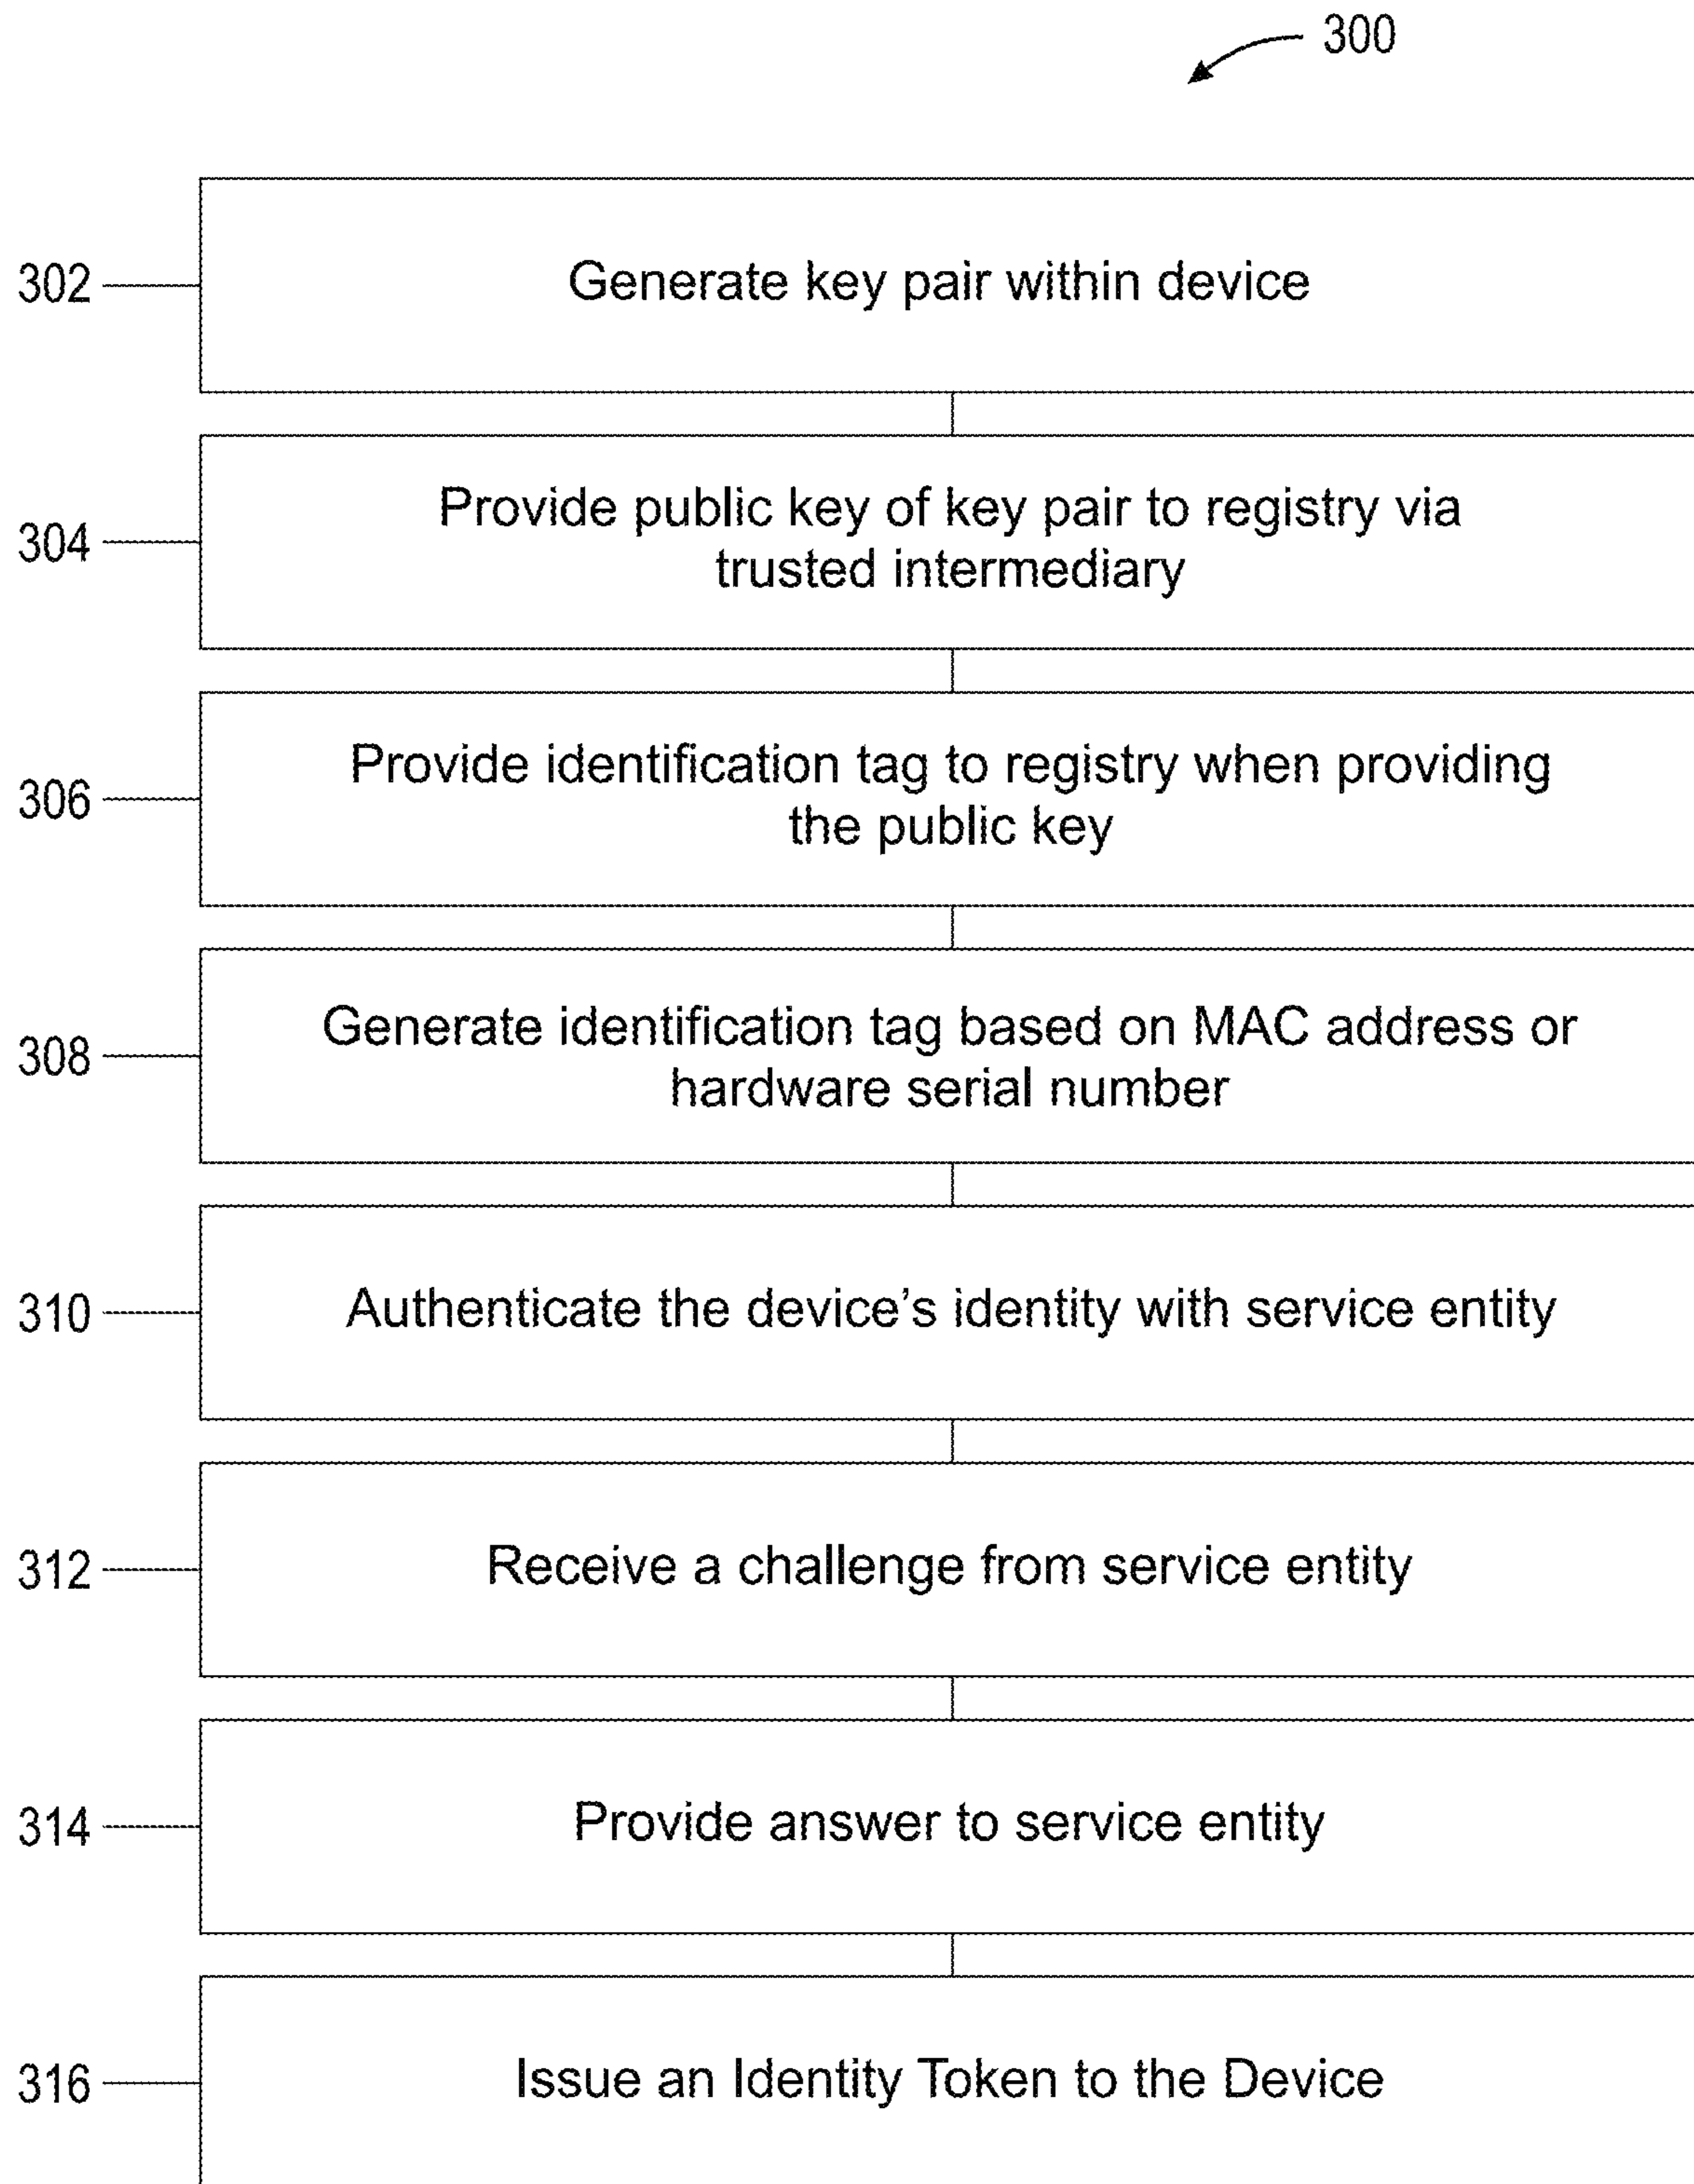 300
302
Generate key pair within device
304
Provide public key of key pair to registry via
trusted intermediary
306
Provide identification tag to registry when providing
the public key
308
Generate identification tag based on MAC address or
hardware serial number
310
Authenticate the device's identity with service entity
312
Receive a challenge from service entity
314
Provide answer to service entity
316
Issue an Identity Token to the Device